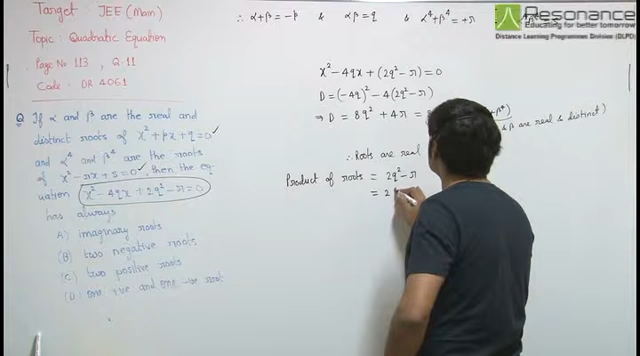 Target : JEE (Main)
Topic : Quadratic Equation
Page No 113, Q.11
Code : DR 4061
Q If α and β are the real and
distinct roots of x² + px + q = 0
and α⁴ and β⁴ are the roots
of x² − rx + s = 0, then the eq
uation x² − 4qx + 2q² − r = 0
has always
A) imaginary roots
(B) two negative roots
(C) two positive roots
(D) one +ve and one −ve root
∴ α+β = −p & αβ = q & α⁴+β⁴ = +r
Resonance
Educating for better tomorrow
Distance Learning Programmes Division (DLPD)
x² − 4qx + (2q² − r) = 0
D = (−4q)² − 4(2q² − r)
⇒ D = 8q² + 4r = 8
β⁴)
β are real & distinct)
∴ Roots are real
Product of roots = 2q² − r
= 2